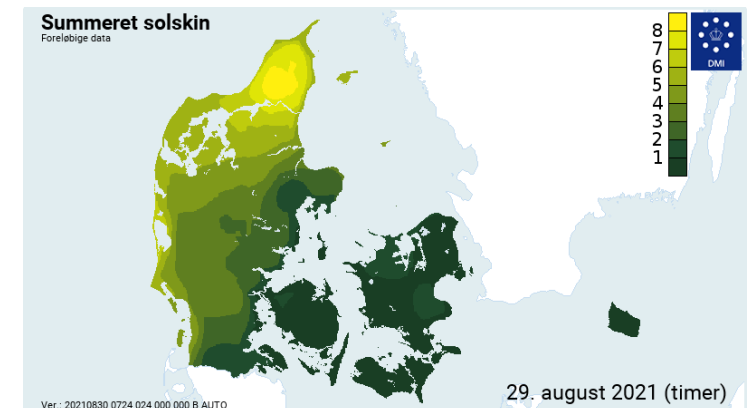 Summeret solskin
Foreløbige data
8
7
6
5
4
3
2
1
DMI
29. august 2021 (timer)
Ver.: 20210830 0724 024 000 000 B AUTO